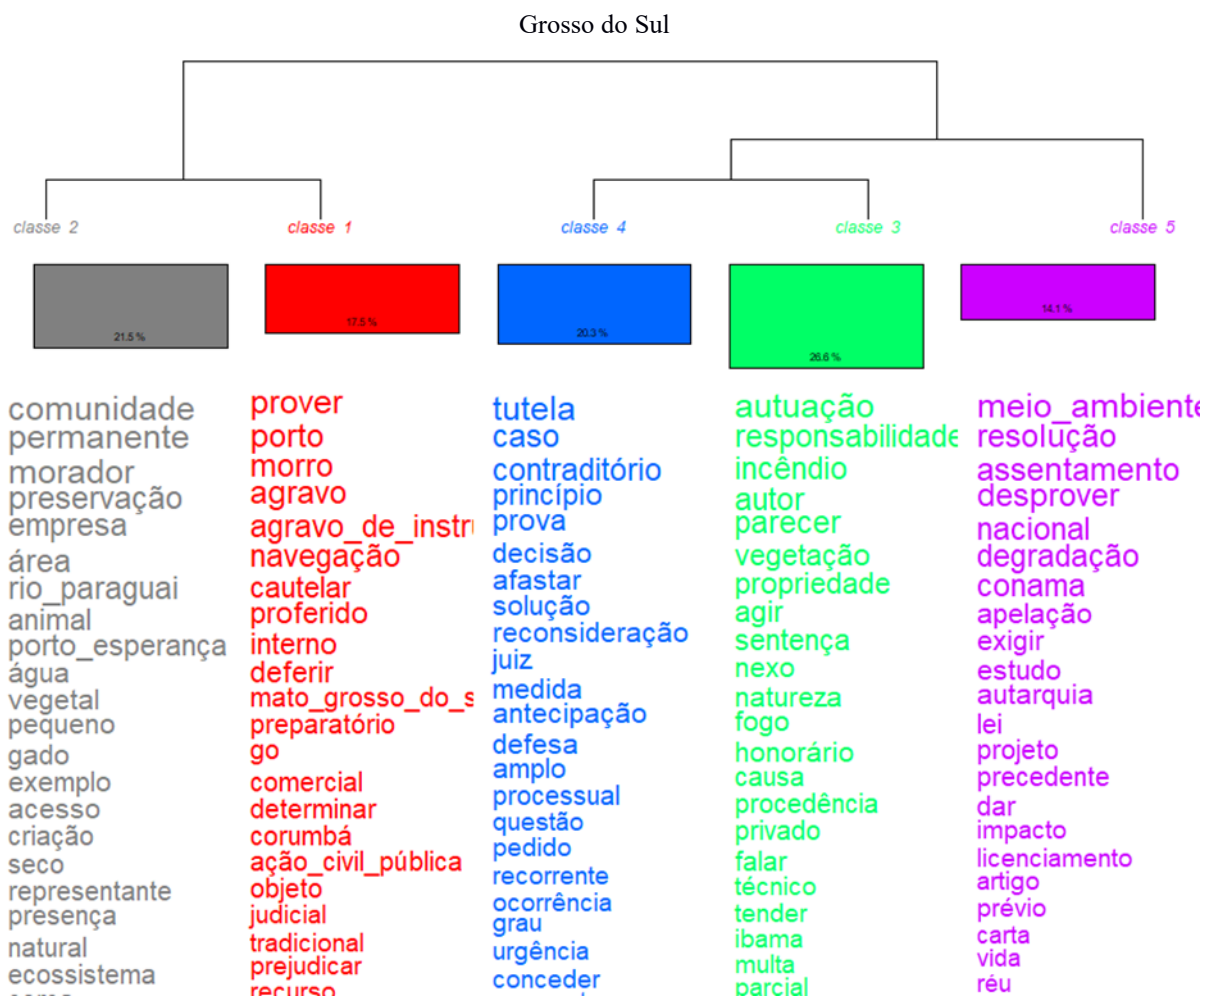 Grosso do Sul
classe 2
classe 1
classe 4
classe 3
classe 5
21.5 %
17.5 %
20.3 %
26.6 %
14.1 %
comunidade
permanente
morador
preservação
empresa
área
rio_paraguai
animal
porto_esperança
água
vegetal
pequeno
gado
exemplo
acesso
criação
seco
representante
presença
natural
ecossistema
prover
porto
morro
agravo
agravo_de_instr
navegação
cautelar
proferido
interno
deferir
mato_grosso_do_s
preparatório
go
comercial
determinar
corumbá
ação_civil_pública
objeto
judicial
tradicional
prejudicar
recurso
tutela
caso
contraditório
princípio
prova
decisão
afastar
solução
reconsideração
juiz
medida
antecipação
defesa
amplo
processual
questão
pedido
recorrente
ocorrência
grau
urgência
conceder
autuação
responsabilidade
incêndio
autor
parecer
vegetação
propriedade
agir
sentença
nexo
natureza
fogo
honorário
causa
procedência
privado
falar
técnico
tender
ibama
multa
parcial
meio_ambiente
resolução
assentamento
desprover
nacional
degradação
conama
apelação
exigir
estudo
autarquia
lei
projeto
precedente
dar
impacto
licenciamento
artigo
prévio
carta
vida
réu